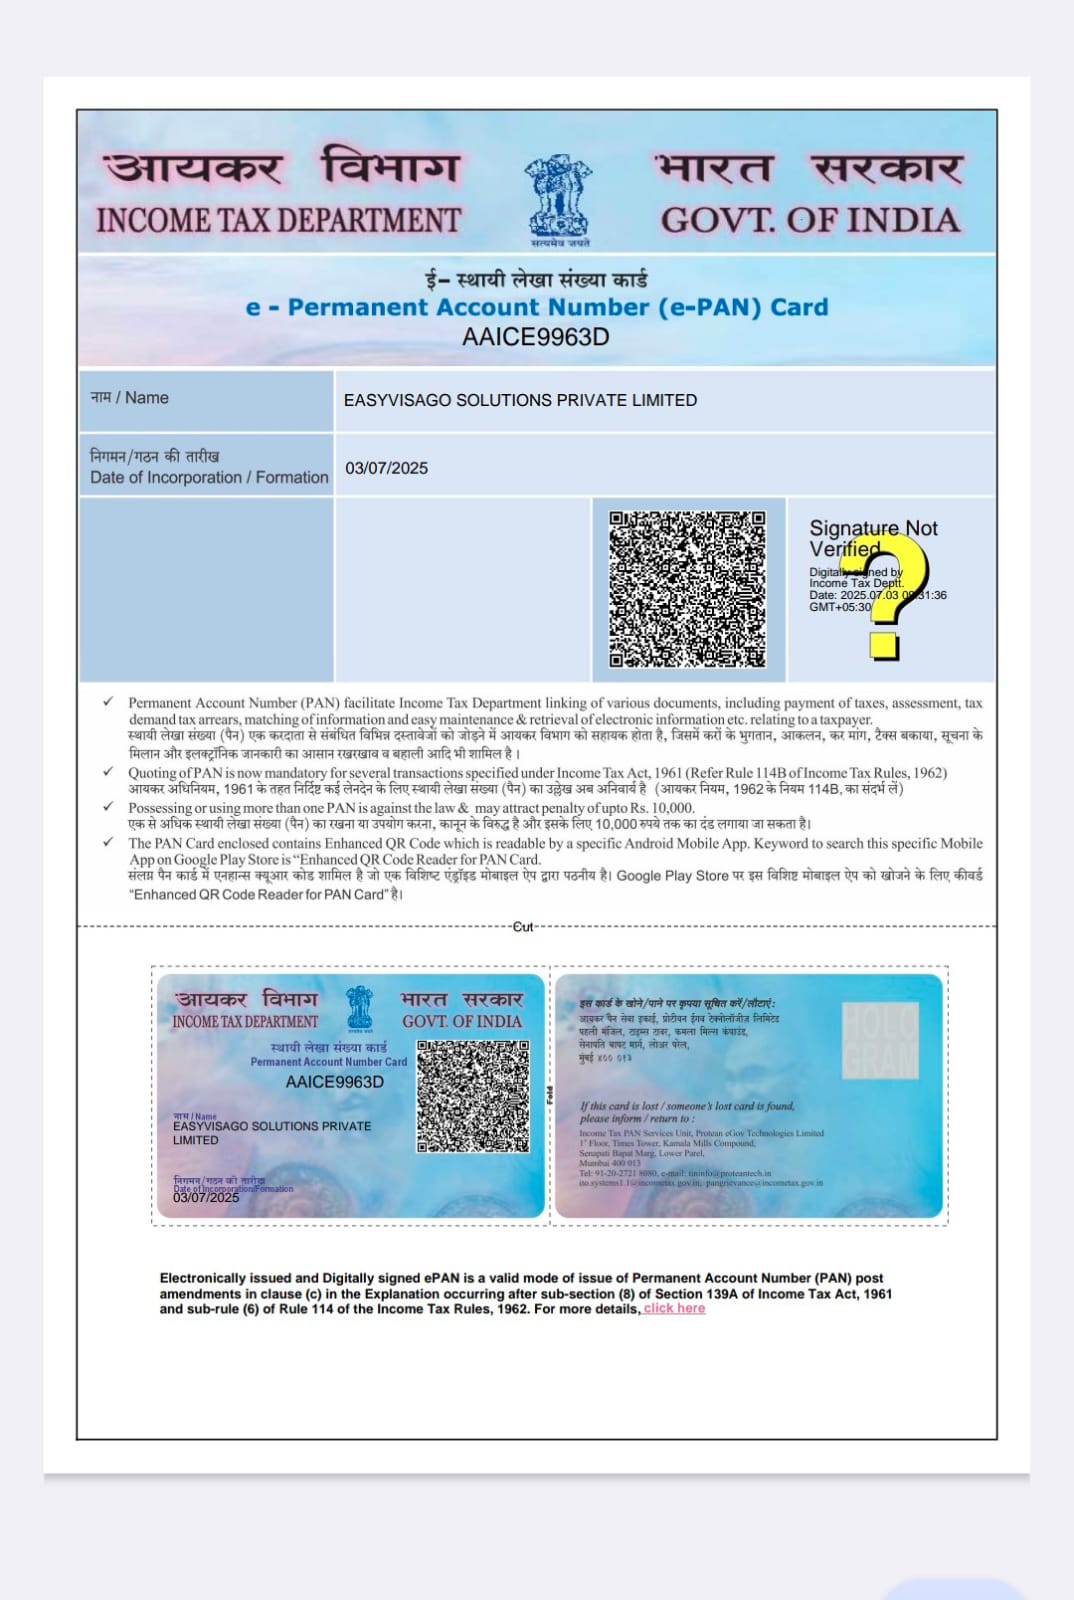 आयकर विभाग
INCOME TAX DEPARTMENT
सत्यमेव जयते
भारत सरकार
GOVT. OF INDIA
ई– स्थायी लेखा संख्या कार्ड
e - Permanent Account Number (e-PAN) Card
AAICE9963D
नाम / Name
EASYVISAGO SOLUTIONS PRIVATE LIMITED
निगमन/गठन की तारीख
Date of Incorporation / Formation
03/07/2025
Signature Not
Verified
Digitally signed by
Income Tax Deptt.
Date: 2025.07.03 :31:36
GMT+05:30
✓ Permanent Account Number (PAN) facilitate Income Tax Department linking of various documents, including payment of taxes, assessment, tax
demand tax arrears, matching of information and easy maintenance & retrieval of electronic information etc. relating to a taxpayer.
स्थायी लेखा संख्या (पैन) एक करदाता से संबंधित विभिन्न दस्तावेजों को जोड़ने में आयकर विभाग को सहायक होता है, जिसमें करों के भुगतान, आकलन, कर मांग, टैक्स बकाया, सूचना के
मिलान और इलक्ट्रॉनिक जानकारी का आसान रखरखाव व बहाली आदि भी शामिल है ।
✓ Quoting of PAN is now mandatory for several transactions specified under Income Tax Act, 1961 (Refer Rule 114B of Income Tax Rules, 1962)
आयकर अधिनियम, 1961 के तहत निर्दिष्ट कई लेनदेन के लिए स्थायी लेखा संख्या (पैन) का उल्लेख अब अनिवार्य है (आयकर नियम, 1962 के नियम 114B, का संदर्भ लें)
✓ Possessing or using more than one PAN is against the law & may attract penalty of upto Rs. 10,000.
एक से अधिक स्थायी लेखा संख्या (पैन) का रखना या उपयोग करना, कानून के विरुद्ध है और इसके लिए 10,000 रुपये तक का दंड लगाया जा सकता है।
✓ The PAN Card enclosed contains Enhanced QR Code which is readable by a specific Android Mobile App. Keyword to search this specific Mobile
App on Google Play Store is “Enhanced QR Code Reader for PAN Card.
संलग्न पैन कार्ड में एनहान्स क्यूआर कोड शामिल है जो एक विशिष्ट एंड्रॉइड मोबाइल ऐप द्वारा पठनीय है। Google Play Store पर इस विशिष्ट मोबाइल ऐप को खोजने के लिए कीवर्ड
“Enhanced QR Code Reader for PAN Card” है।
Cut
आयकर विभाग
INCOME TAX DEPARTMENT
भारत सरकार
GOVT. OF INDIA
स्थायी लेखा संख्या कार्ड
Permanent Account Number Card
AAICE9963D
नाम / Name
EASYVISAGO SOLUTIONS PRIVATE
LIMITED
निगमन/गठन की तारीख
Date of Incorporation/Formation
03/07/2025
Fold
इस कार्ड के खोने/पाने पर कृपया सूचित करें/लौटाएं:
आयकर पैन सेवा इकाई, प्रोटीयन ईगव टेक्नोलॉजीज़ लिमिटेड
पहली मंजिल, टाइम्स टावर, कमला मिल्स कंपाउंड,
सेनापति बापट मार्ग, लोअर परेल,
मुंबई ४०० ०१३
If this card is lost / someone's lost card is found,
please inform / return to :
Income Tax PAN Services Unit, Protean eGov Technologies Limited
1st Floor, Times Tower, Kamala Mills Compound,
Senapati Bapat Marg, Lower Parel,
Mumbai 400 013
Tel: 91-20-2721 8080, e-mail: tininfo@proteantech.in
ito.systems1.1@incometax.gov.in, pangrievance@incometax.gov.in
Electronically issued and Digitally signed ePAN is a valid mode of issue of Permanent Account Number (PAN) post
amendments in clause (c) in the Explanation occurring after sub-section (8) of Section 139A of Income Tax Act, 1961
and sub-rule (6) of Rule 114 of the Income Tax Rules, 1962. For more details, click here